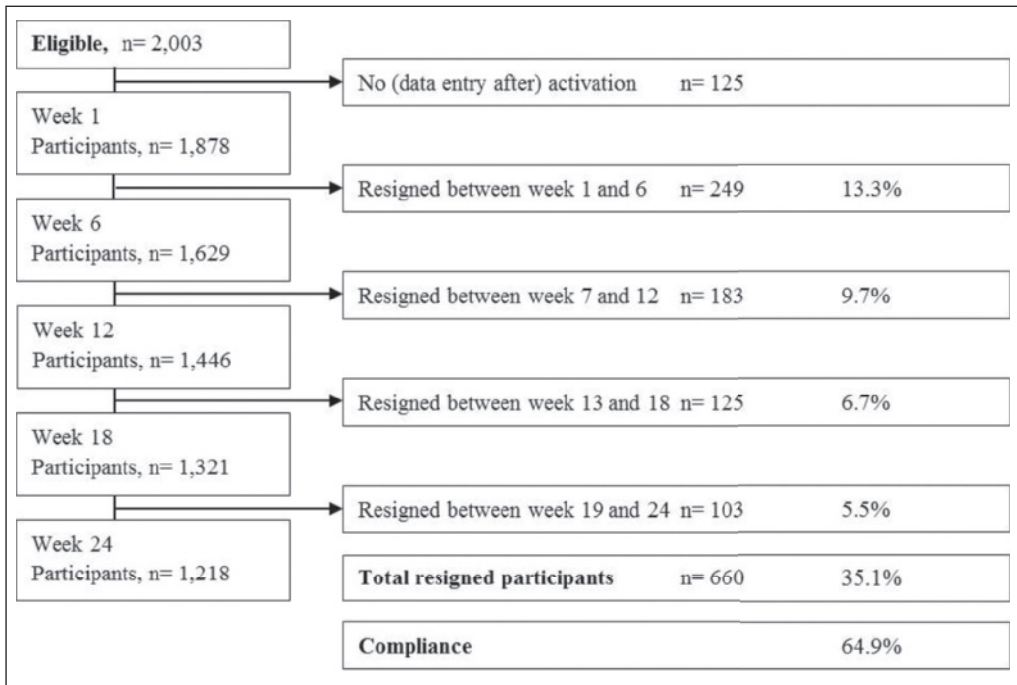 Eligible, n= 2,003
No (data entry after) activation n= 125
Week 1
Participants, n= 1,878
Resigned between week 1 and 6 n= 249 13.3%
Week 6
Participants, n= 1,629
Resigned between week 7 and 12 n= 183 9.7%
Week 12
Participants, n= 1,446
Resigned between week 13 and 18 n= 125 6.7%
Week 18
Participants, n= 1,321
Resigned between week 19 and 24 n= 103 5.5%
Week 24
Participants, n= 1,218
Total resigned participants n= 660 35.1%
Compliance 64.9%